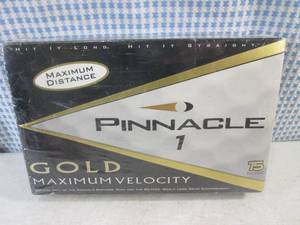 HIT IT LONG. HIT IT STRAIGHT.
MAXIMUM
DISTANCE
PINNACLE
1
GOLD
MAXIMUM VELOCITY
15